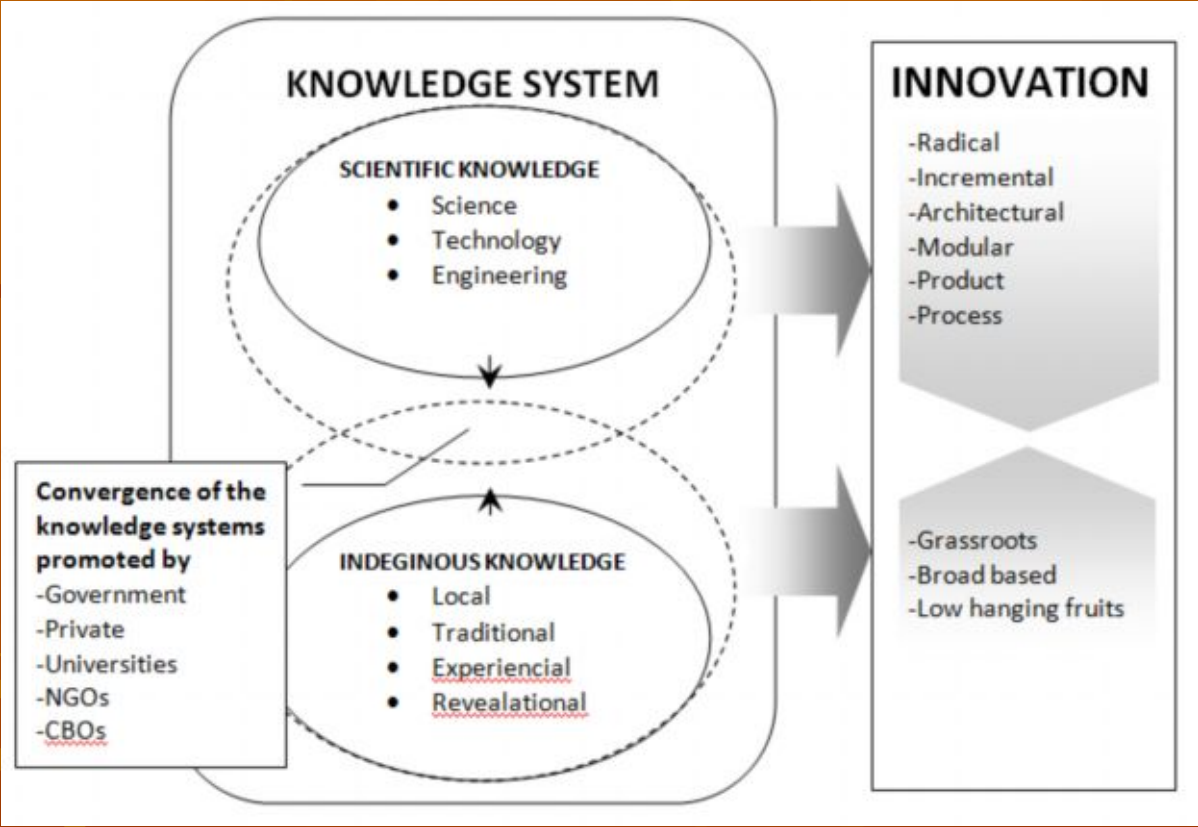 KNOWLEDGE SYSTEM
SCIENTIFIC KNOWLEDGE
• Science
• Technology
• Engineering
INDEGINOUS KNOWLEDGE
• Local
• Traditional
• Experiencial
• Revealational
Convergence of the
knowledge systems
promoted by
-Government
-Private
-Universities
-NGOs
-CBOs
INNOVATION
-Radical
-Incremental
-Architectural
-Modular
-Product
-Process
-Grassroots
-Broad based
-Low hanging fruits